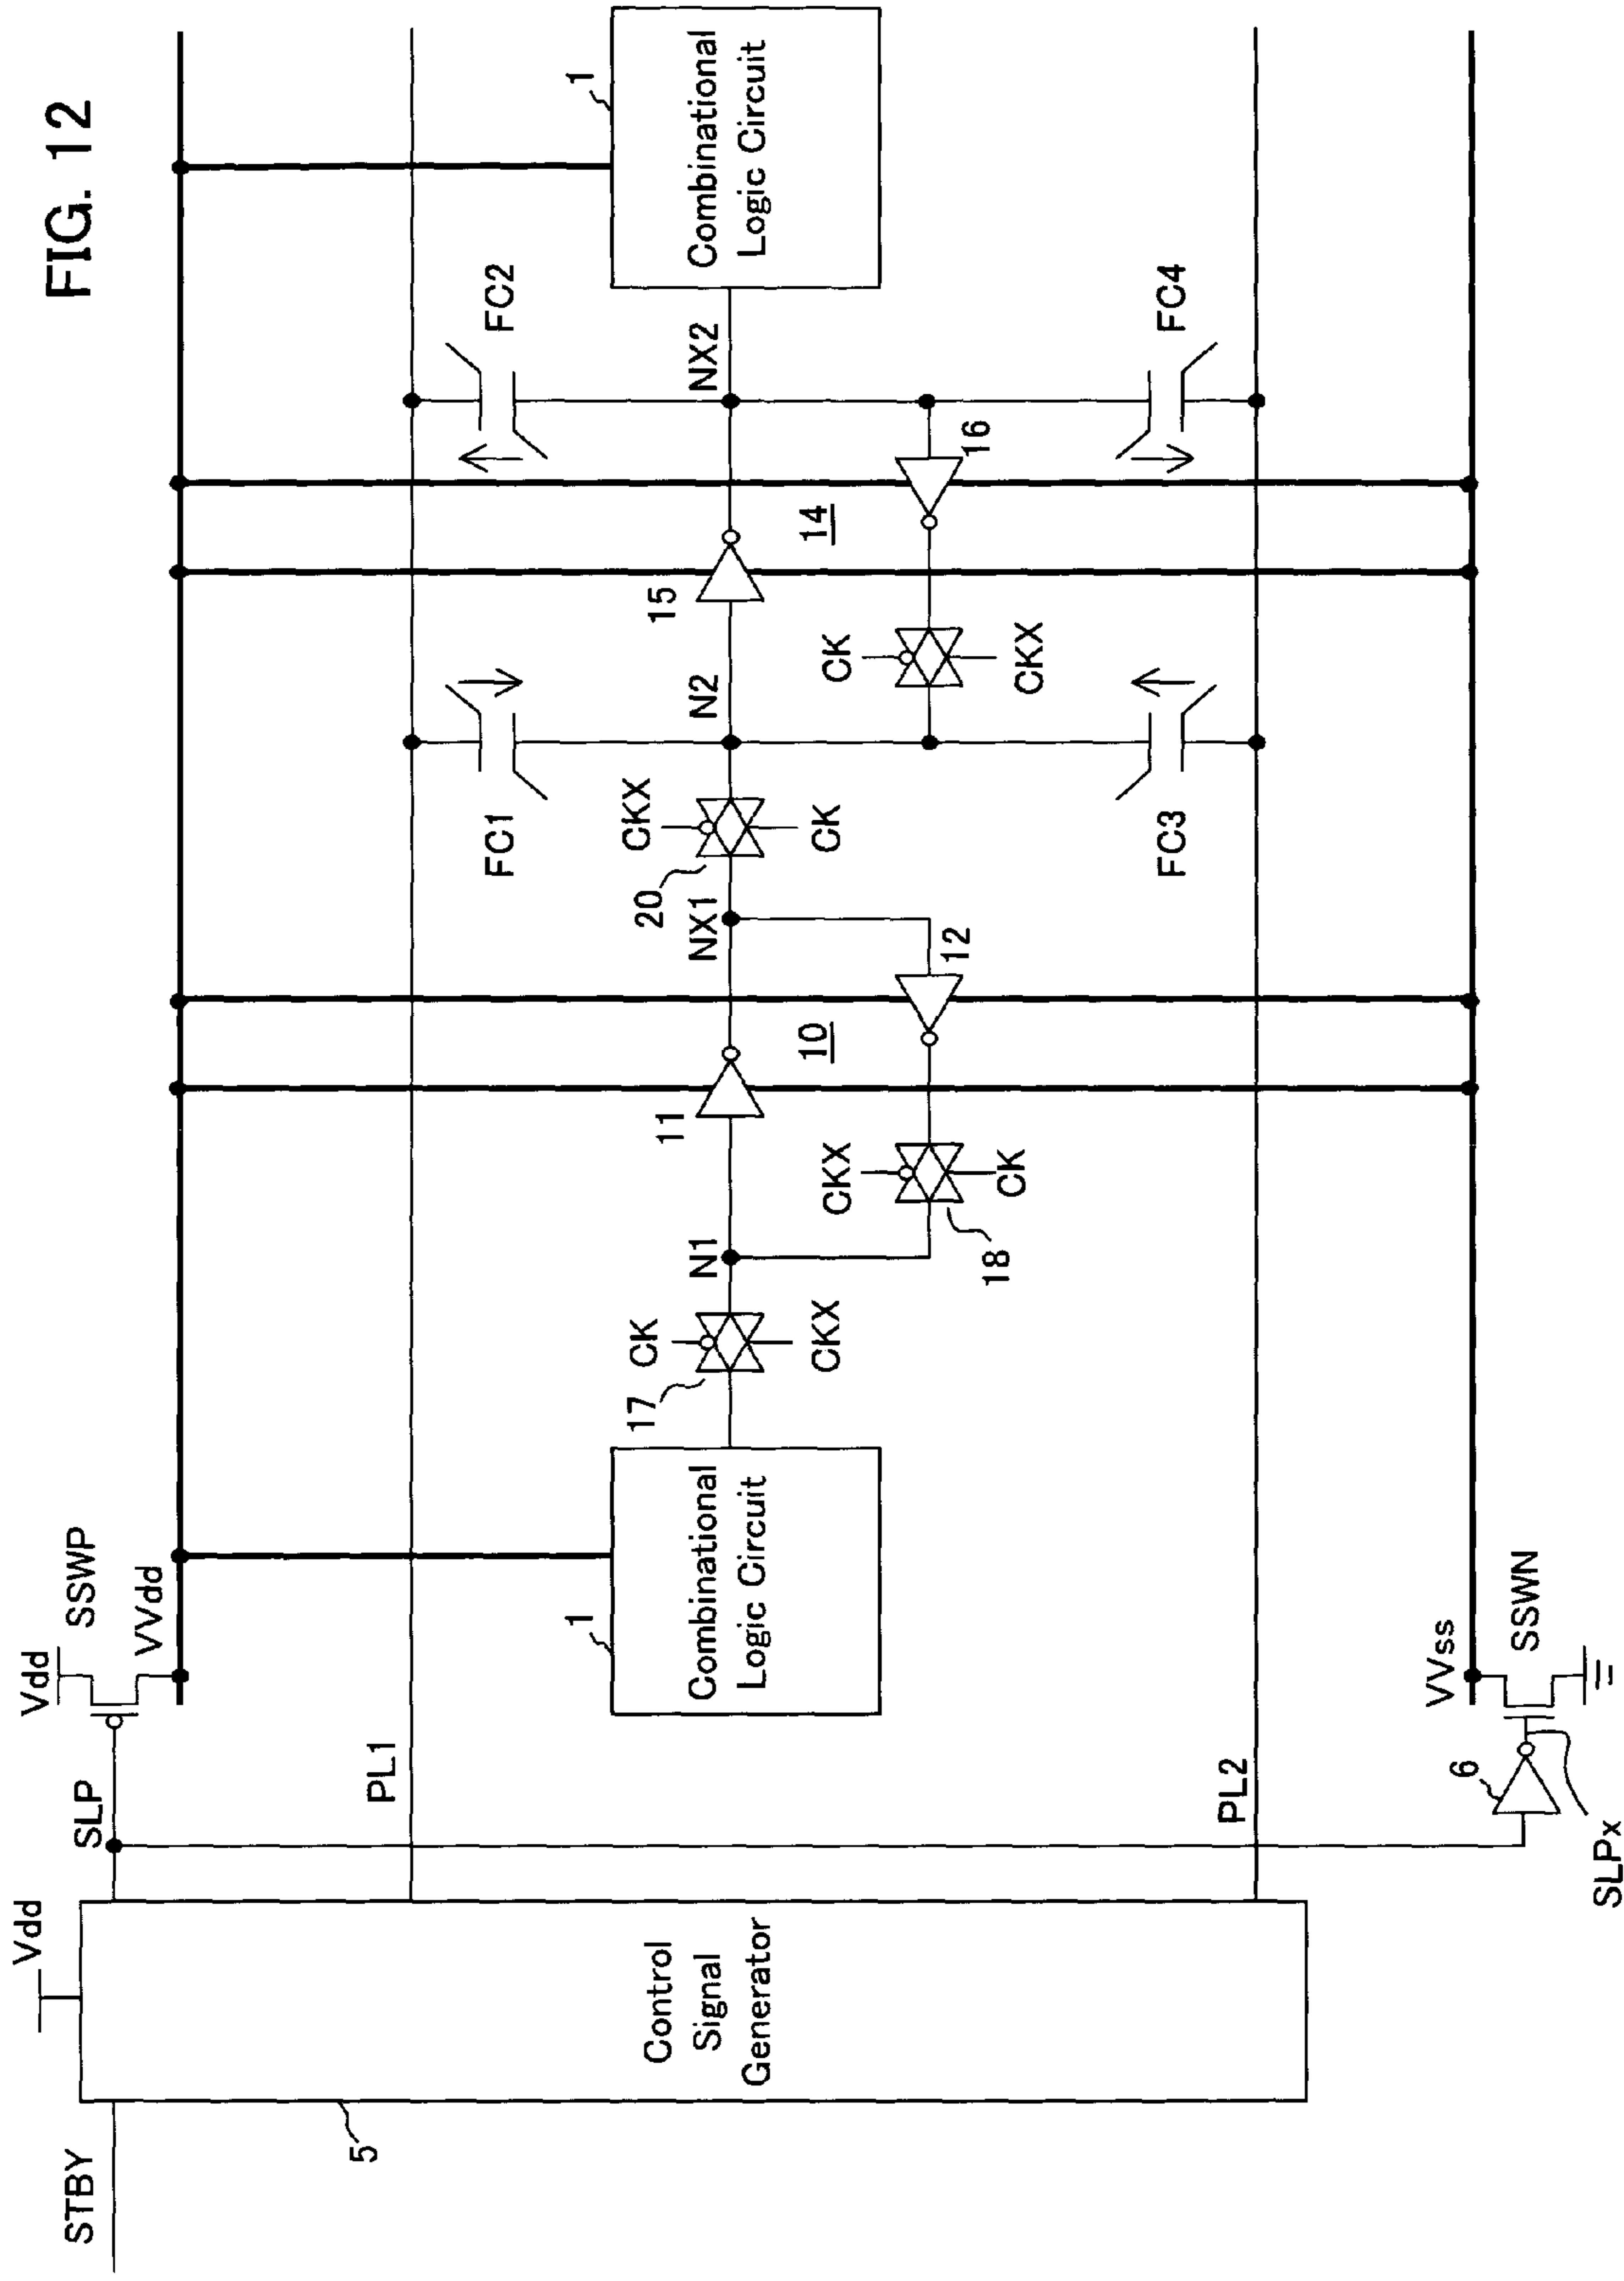 FIG. 12
STBY
Vdd
5
Control
Signal
Generator
SLP
Vdd
SSWP
VVdd
PL1
PL2
6
SLPx
VVss
SSWN
1
Combinational
Logic Circuit
17
CK
CKX
N1
18
CKX
CK
11
10
12
NX1
20
CKX
CK
FC1
N2
FC3
CK
CKX
15
14
16
NX2
FC2
FC4
1
Combinational
Logic Circuit